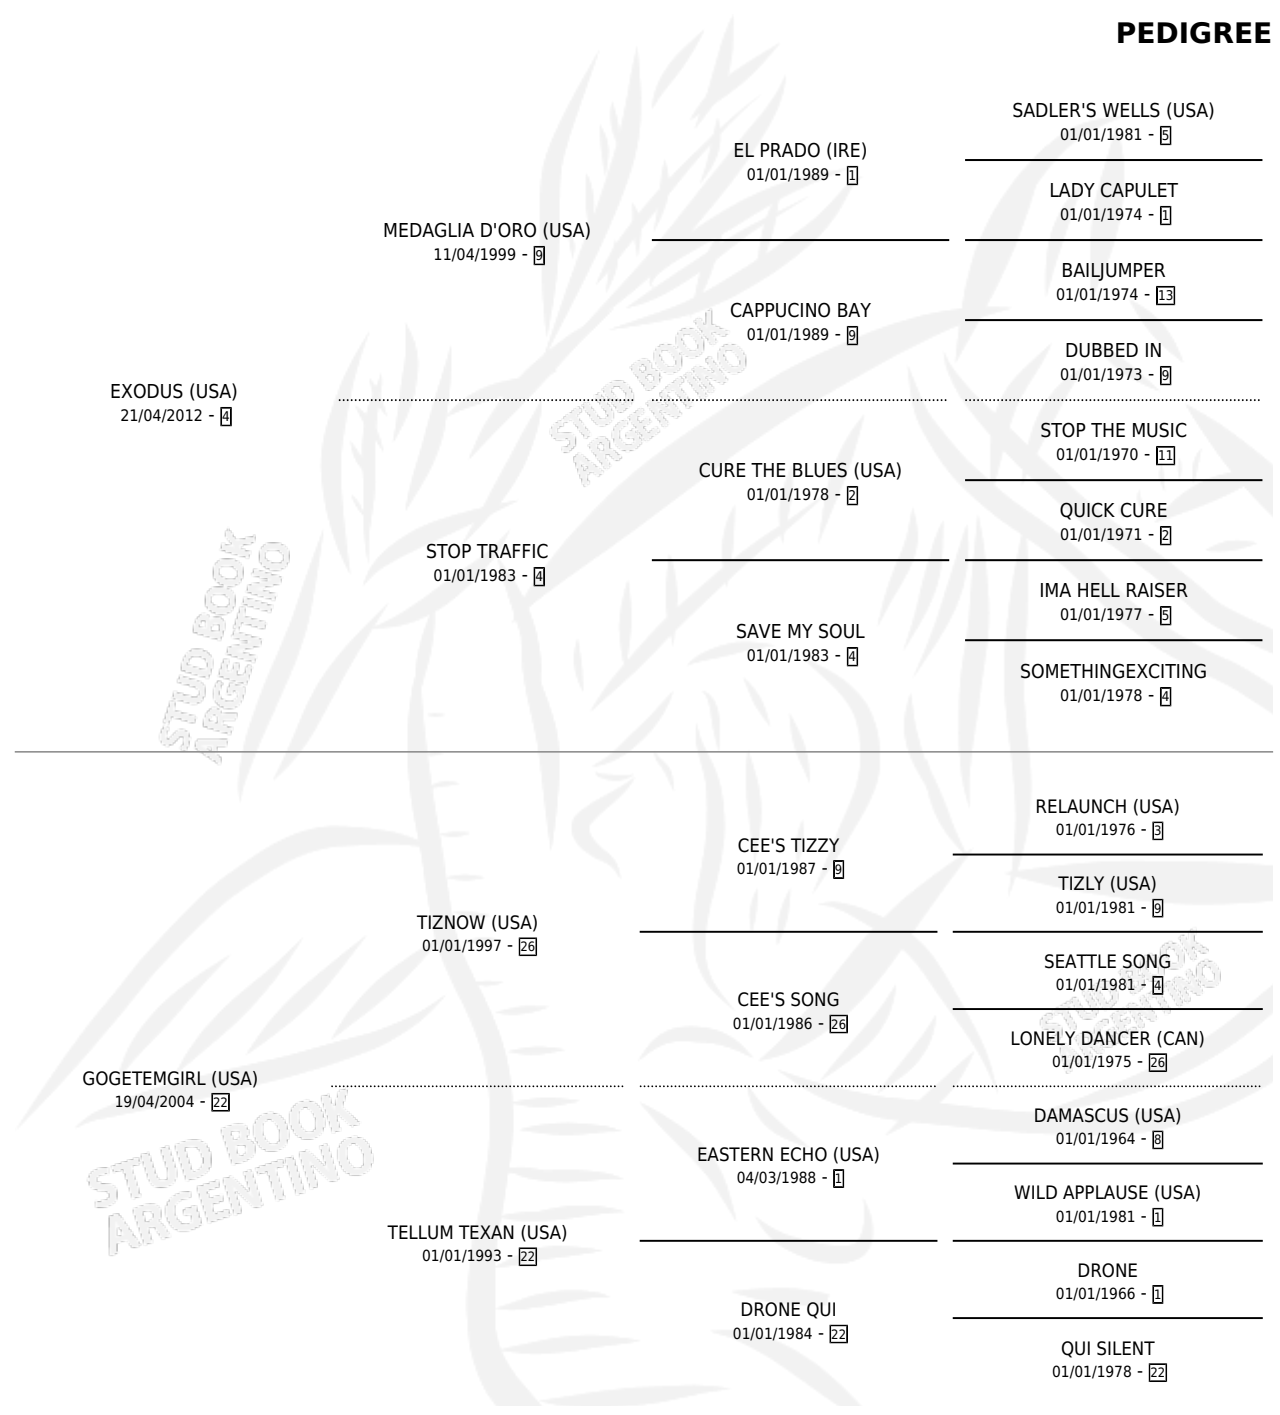 PEDIGREE
SADLER'S WELLS (USA)
01/01/1981 - 5
EL PRADO (IRE)
01/01/1989 - 1
LADY CAPULET
01/01/1974 - 1
MEDAGLIA D'ORO (USA)
11/04/1999 - 9
BAILJUMPER
01/01/1974 - 13
CAPPUCINO BAY
01/01/1989 - 9
DUBBED IN
01/01/1973 - 9
EXODUS (USA)
21/04/2012 - 4
STOP THE MUSIC
01/01/1970 - 11
CURE THE BLUES (USA)
01/01/1978 - 2
QUICK CURE
01/01/1971 - 2
STOP TRAFFIC
01/01/1983 - 4
IMA HELL RAISER
01/01/1977 - 5
SAVE MY SOUL
01/01/1983 - 4
SOMETHINGEXCITING
01/01/1978 - 4
RELAUNCH (USA)
01/01/1976 - 3
CEE'S TIZZY
01/01/1987 - 9
TIZLY (USA)
01/01/1981 - 9
TIZNOW (USA)
01/01/1997 - 26
SEATTLE SONG
01/01/1981 - 4
CEE'S SONG
01/01/1986 - 26
LONELY DANCER (CAN)
01/01/1975 - 26
GOGETEMGIRL (USA)
19/04/2004 - 22
DAMASCUS (USA)
01/01/1964 - 8
EASTERN ECHO (USA)
04/03/1988 - 1
WILD APPLAUSE (USA)
01/01/1981 - 1
TELLUM TEXAN (USA)
01/01/1993 - 22
DRONE
01/01/1966 - 1
DRONE QUI
01/01/1984 - 22
QUI SILENT
01/01/1978 - 22
STUD BOOK
ARGENTINO
STUD BOOK
ARGENTINO
STUD BOOK
ARGENTINO
STUD BOOK
ARGENTINO